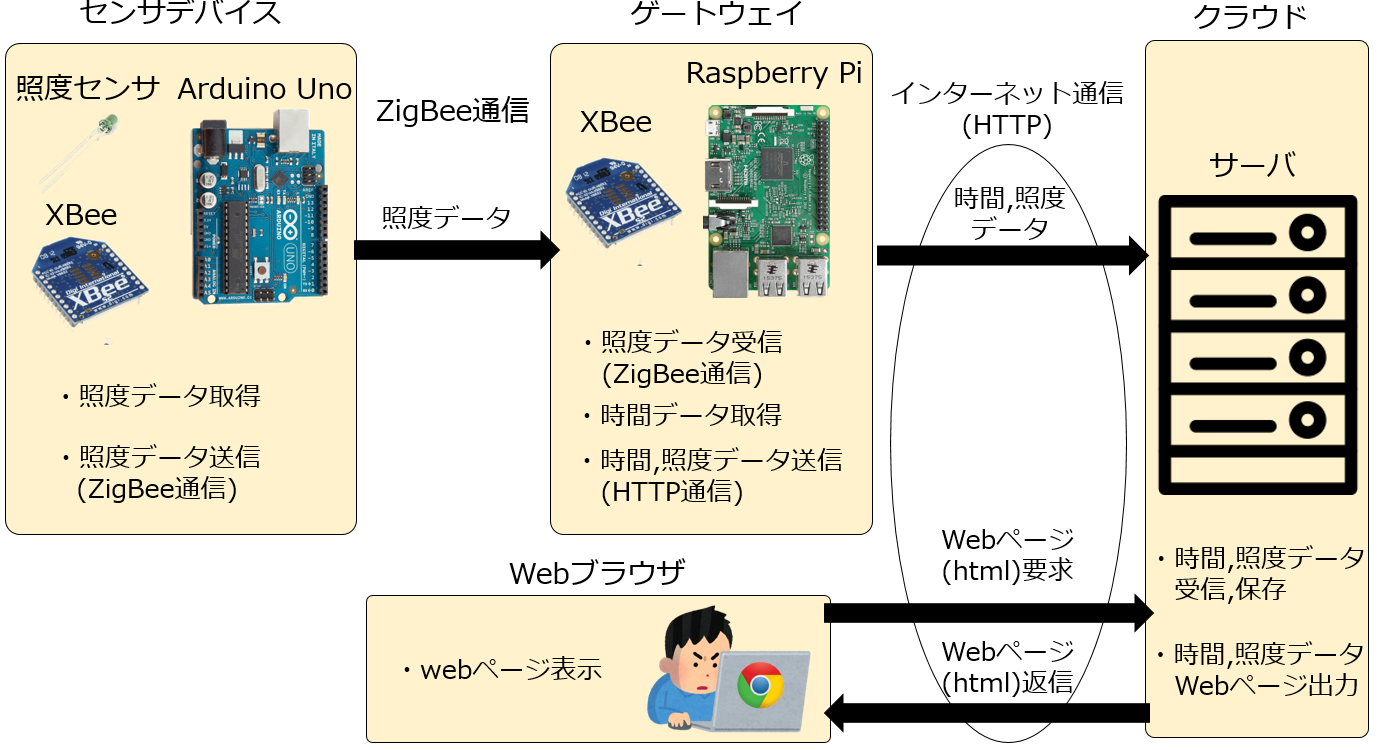 センサデバイス
照度センサ
Arduino Uno
XBee
XBee
ARDUINO
UNO
・照度データ取得
・照度データ送信
(ZigBee通信)
ZigBee通信
照度データ
ゲートウェイ
Raspberry Pi
XBee
Digi International
XBee
・照度データ受信
(ZigBee通信)
・時間データ取得
・時間,照度データ送信
(HTTP通信)
インターネット通信
(HTTP)
時間,照度
データ
クラウド
サーバ
・時間,照度データ
受信,保存
・時間,照度データ
Webページ出力
Webページ
(html)要求
Webページ
(html)返信
Webブラウザ
・webページ表示